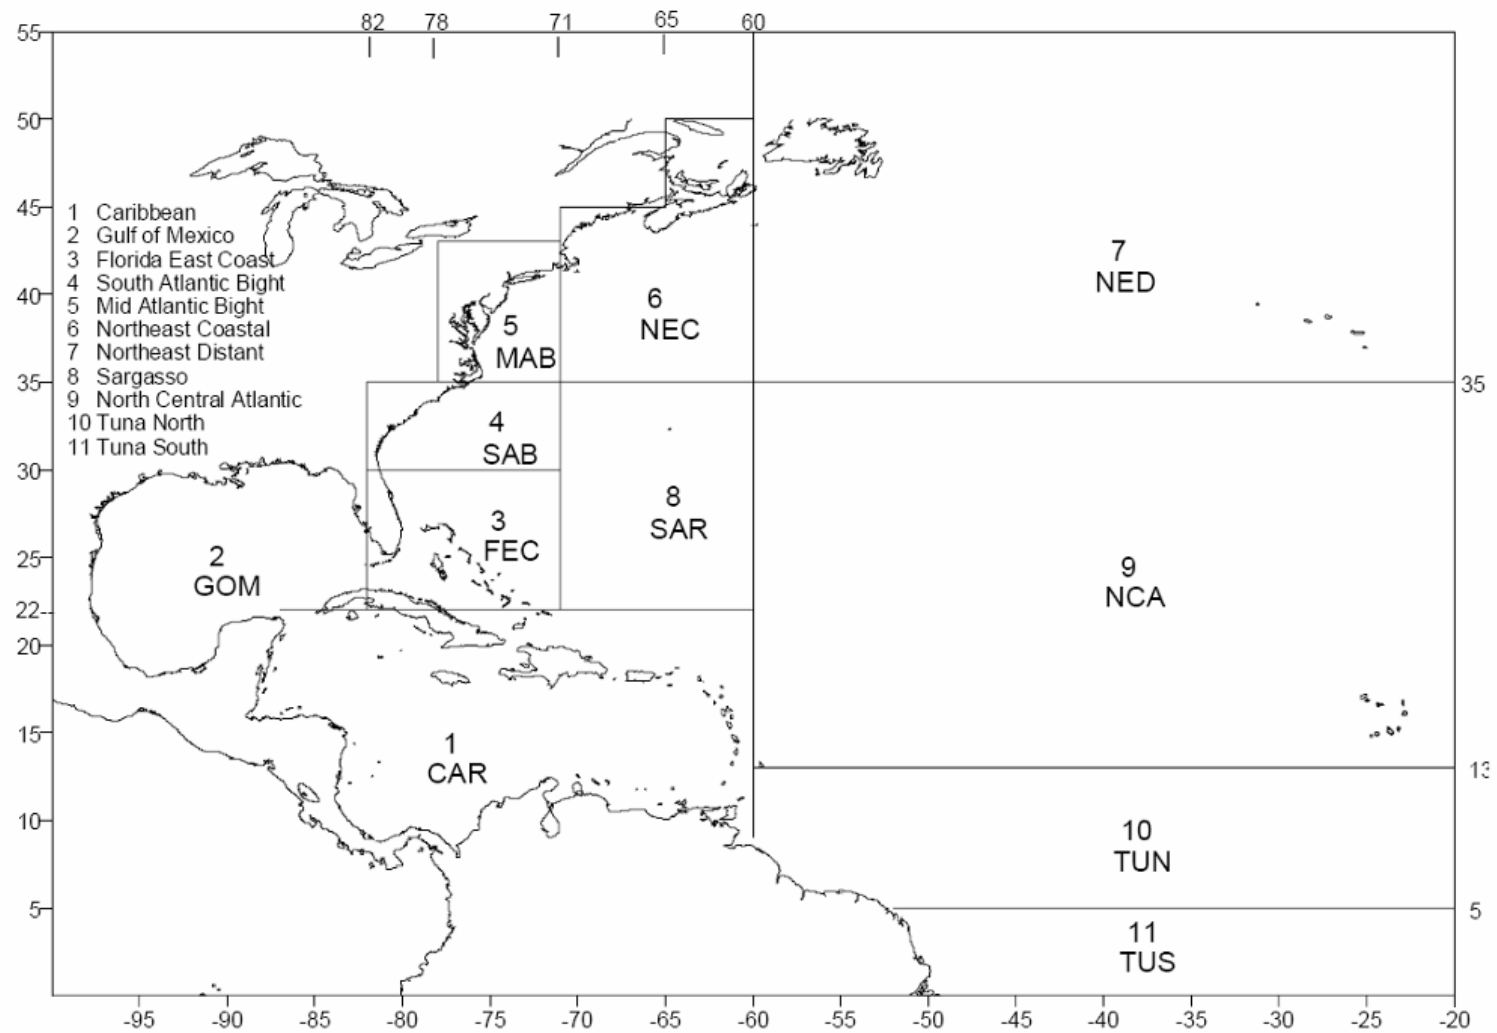 82 78 71 65 60
55
50
45
40
35
30
25
22
20
15
10
5
1 Caribbean
2 Gulf of Mexico
3 Florida East Coast
4 South Atlantic Bight
5 Mid Atlantic Bight
6 Northeast Coastal
7 Northeast Distant
8 Sargasso
9 North Central Atlantic
10 Tuna North
11 Tuna South
7
NED
6
NEC
5
MAB
4
SAB
8
SAR
3
FEC
2
GOM
9
NCA
1
CAR
10
TUN
11
TUS
35
13
5
-95 -90 -85 -80 -75 -70 -65 -60 -55 -50 -45 -40 -35 -30 -25 -20